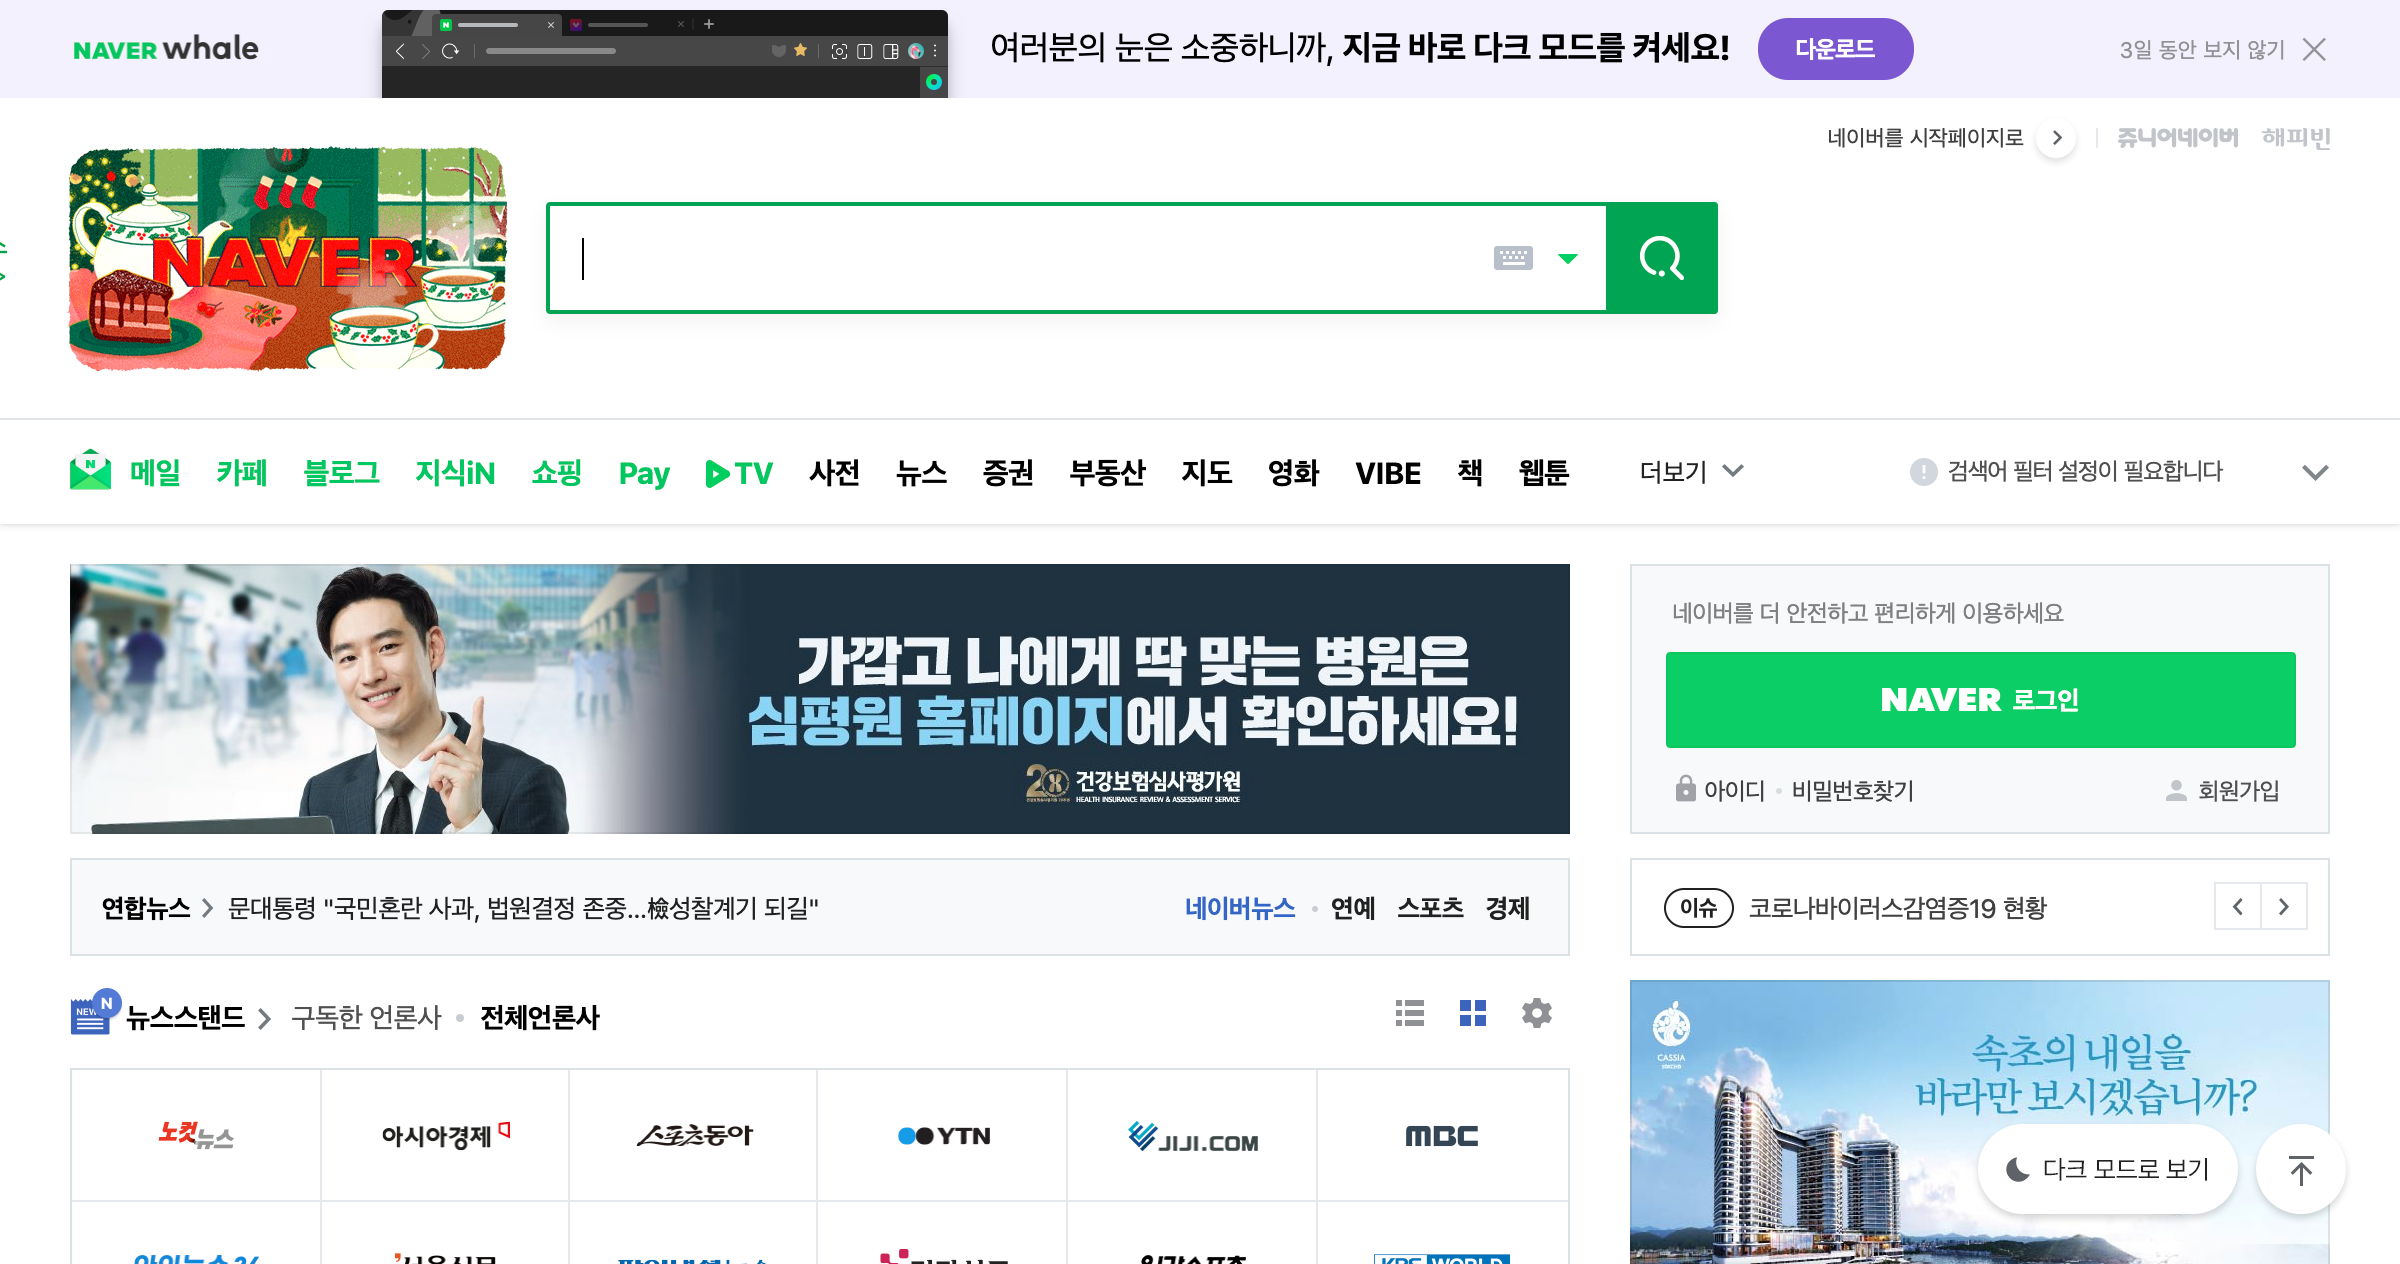 NAVER whale
여러분의 눈은 소중하니까, 지금 바로 다크 모드를 켜세요!
다운로드
3일 동안 보지 않기
네이버를 시작페이지로
쥬니어네이버
해피빈
NAVER
메일 카페 블로그 지식iN 쇼핑 Pay TV 사전 뉴스 증권 부동산 지도 영화 VIBE 책 웹툰
더보기
검색어 필터 설정이 필요합니다
가깝고 나에게 딱 맞는 병원은
심평원 홈페이지에서 확인하세요!
건강보험심사평가원
HEALTH INSURANCE REVIEW & ASSESSMENT SERVICE
네이버를 더 안전하고 편리하게 이용하세요
NAVER 로그인
아이디 · 비밀번호찾기
회원가입
연합뉴스 문대통령 "국민혼란 사과, 법원결정 존중...檢성찰계기 되길"
네이버뉴스 · 연예 스포츠 경제
이슈 코로나바이러스감염증19 현황
NEW N 뉴스스탠드 구독한 언론사 · 전체언론사
노컷뉴스 아시아경제 스포츠동아 YTN JIJI.COM MBC
KBS WORLD
CASSIA
SOKCHO
속초의 내일을
바라만 보시겠습니까?
다크 모드로 보기